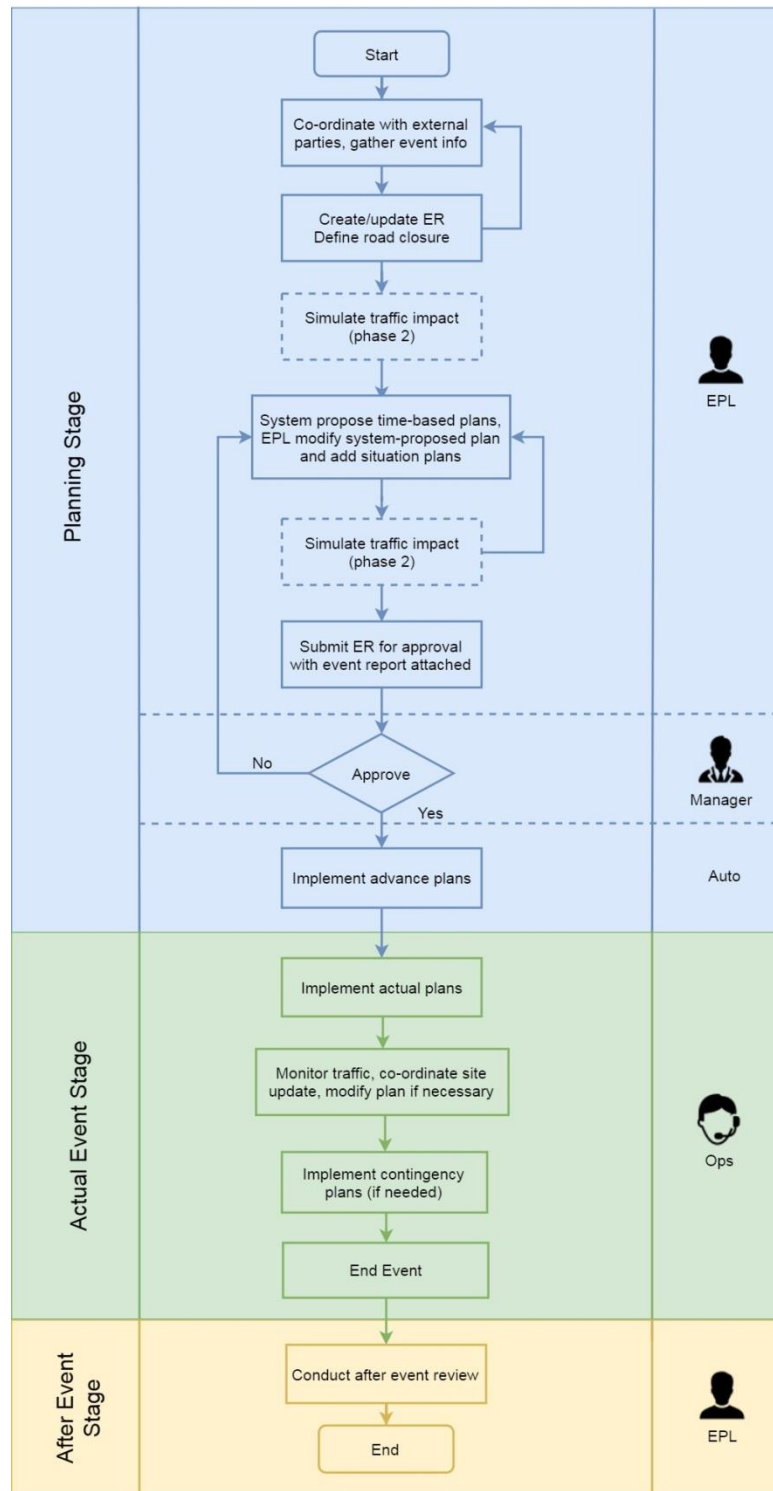 Start
Co-ordinate with external
parties, gather event info
Create/update ER
Define road closure
Simulate traffic impact
(phase 2)
EPL
System propose time-based plans,
EPL modify system-proposed plan
and add situation plans
Planning Stage
Simulate traffic impact
(phase 2)
Submit ER for approval
with event report attached
No
Approve
Manager
Yes
Implement advance plans
Auto
Implement actual plans
Monitor traffic, co-ordinate site
update, modify plan if necessary
Actual Event Stage
Ops
Implement contingency
plans (if needed)
End Event
After Event
Stage
Conduct after event review
EPL
End